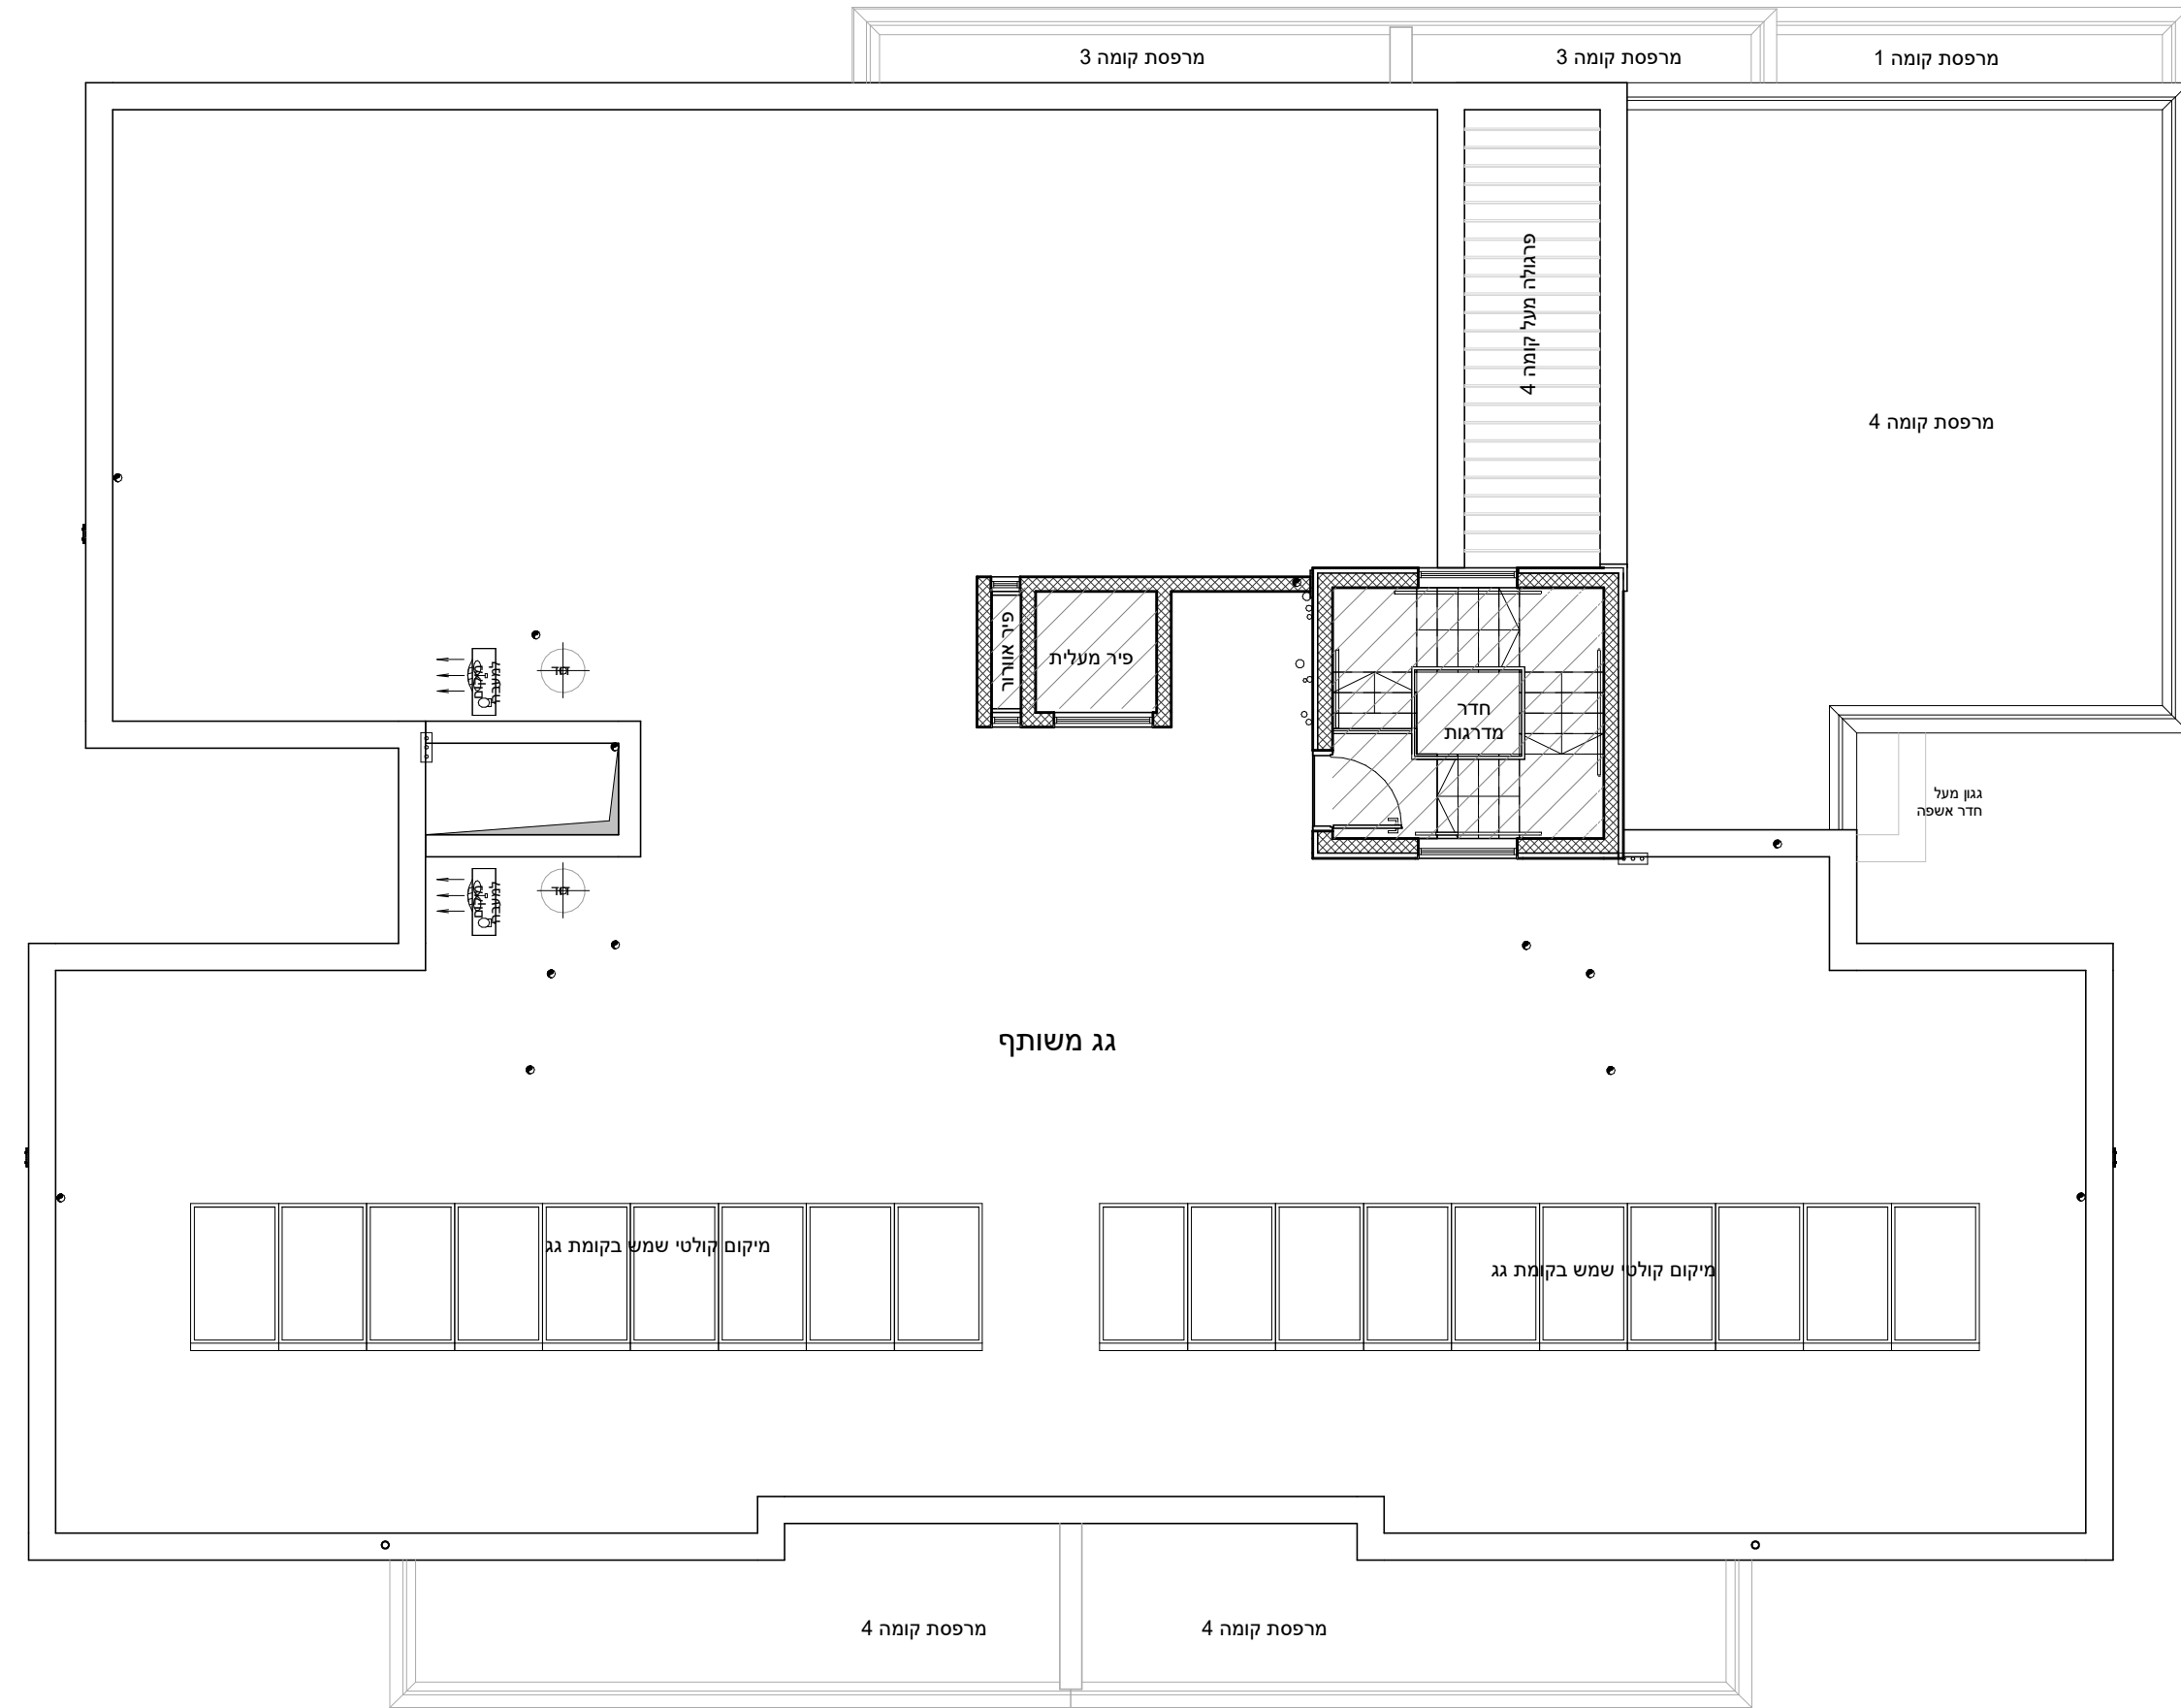 מרפסת קומה 3
מרפסת קומה 3
מרפסת קומה 1
פרגולה מעל קומה 4
מרפסת קומה 4
פיר אוורור
פיר מעלית
חדר
מדרגות
דוד
גגון מעל
חדר אשפה
דוד
גג משותף
מיקום קולטי שמש בקומת גג
מיקום קולטי שמש בקומת גג
מרפסת קומה 4
מרפסת קומה 4